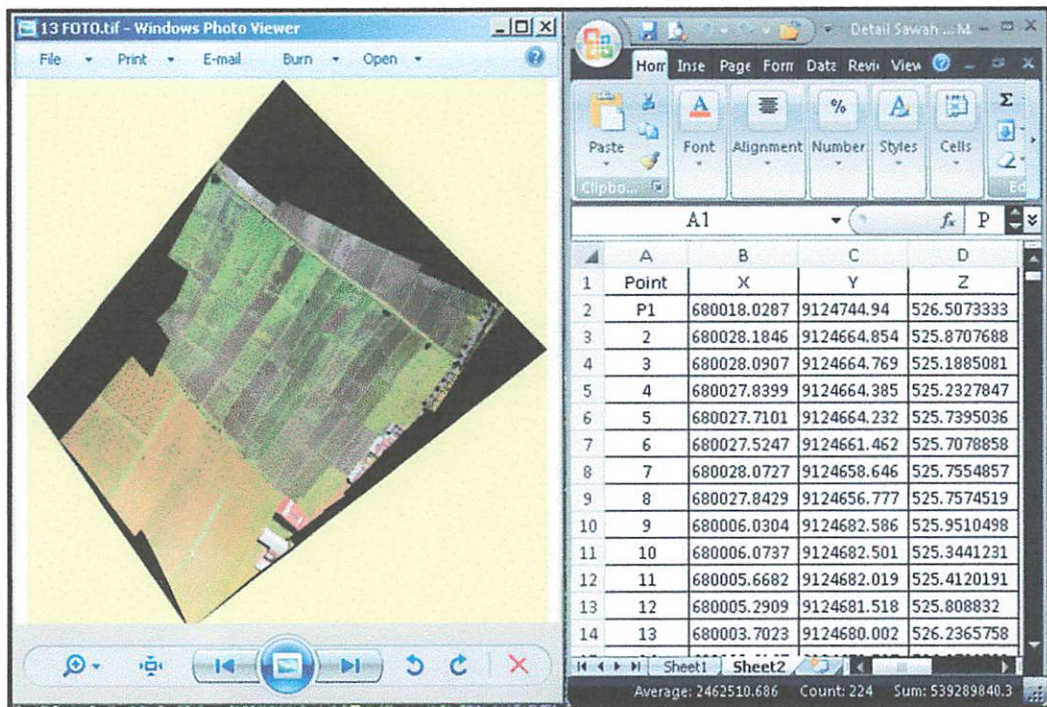 13 FOTO.tif - Windows Photo Viewer
File Print E-mail Burn Open
Detail Sawah ... M
Hom Inse Page Form Data Revi View
Paste Font Alignment Number Styles Cells
Clipbo... Ed
A1 fx P
A B C D
1 Point X Y Z
2 P1 680018.0287 9124744.94 526.5073333
3 2 680028.1846 9124664.854 525.8707688
4 3 680028.0907 9124664.769 525.1885081
5 4 680027.8399 9124664.385 525.2327847
6 5 680027.7101 9124664.232 525.7395036
7 6 680027.5247 9124661.462 525.7078858
8 7 680028.0727 9124658.646 525.7554857
9 8 680027.8429 9124656.777 525.7574519
10 9 680006.0304 9124682.586 525.9510498
11 10 680006.0737 9124682.501 525.3441231
12 11 680005.6682 9124682.019 525.4120191
13 12 680005.2909 9124681.518 525.808832
14 13 680003.7023 9124680.002 526.2365758
Sheet1 Sheet2
Average: 2462510.686 Count: 224 Sum: 539289840.3